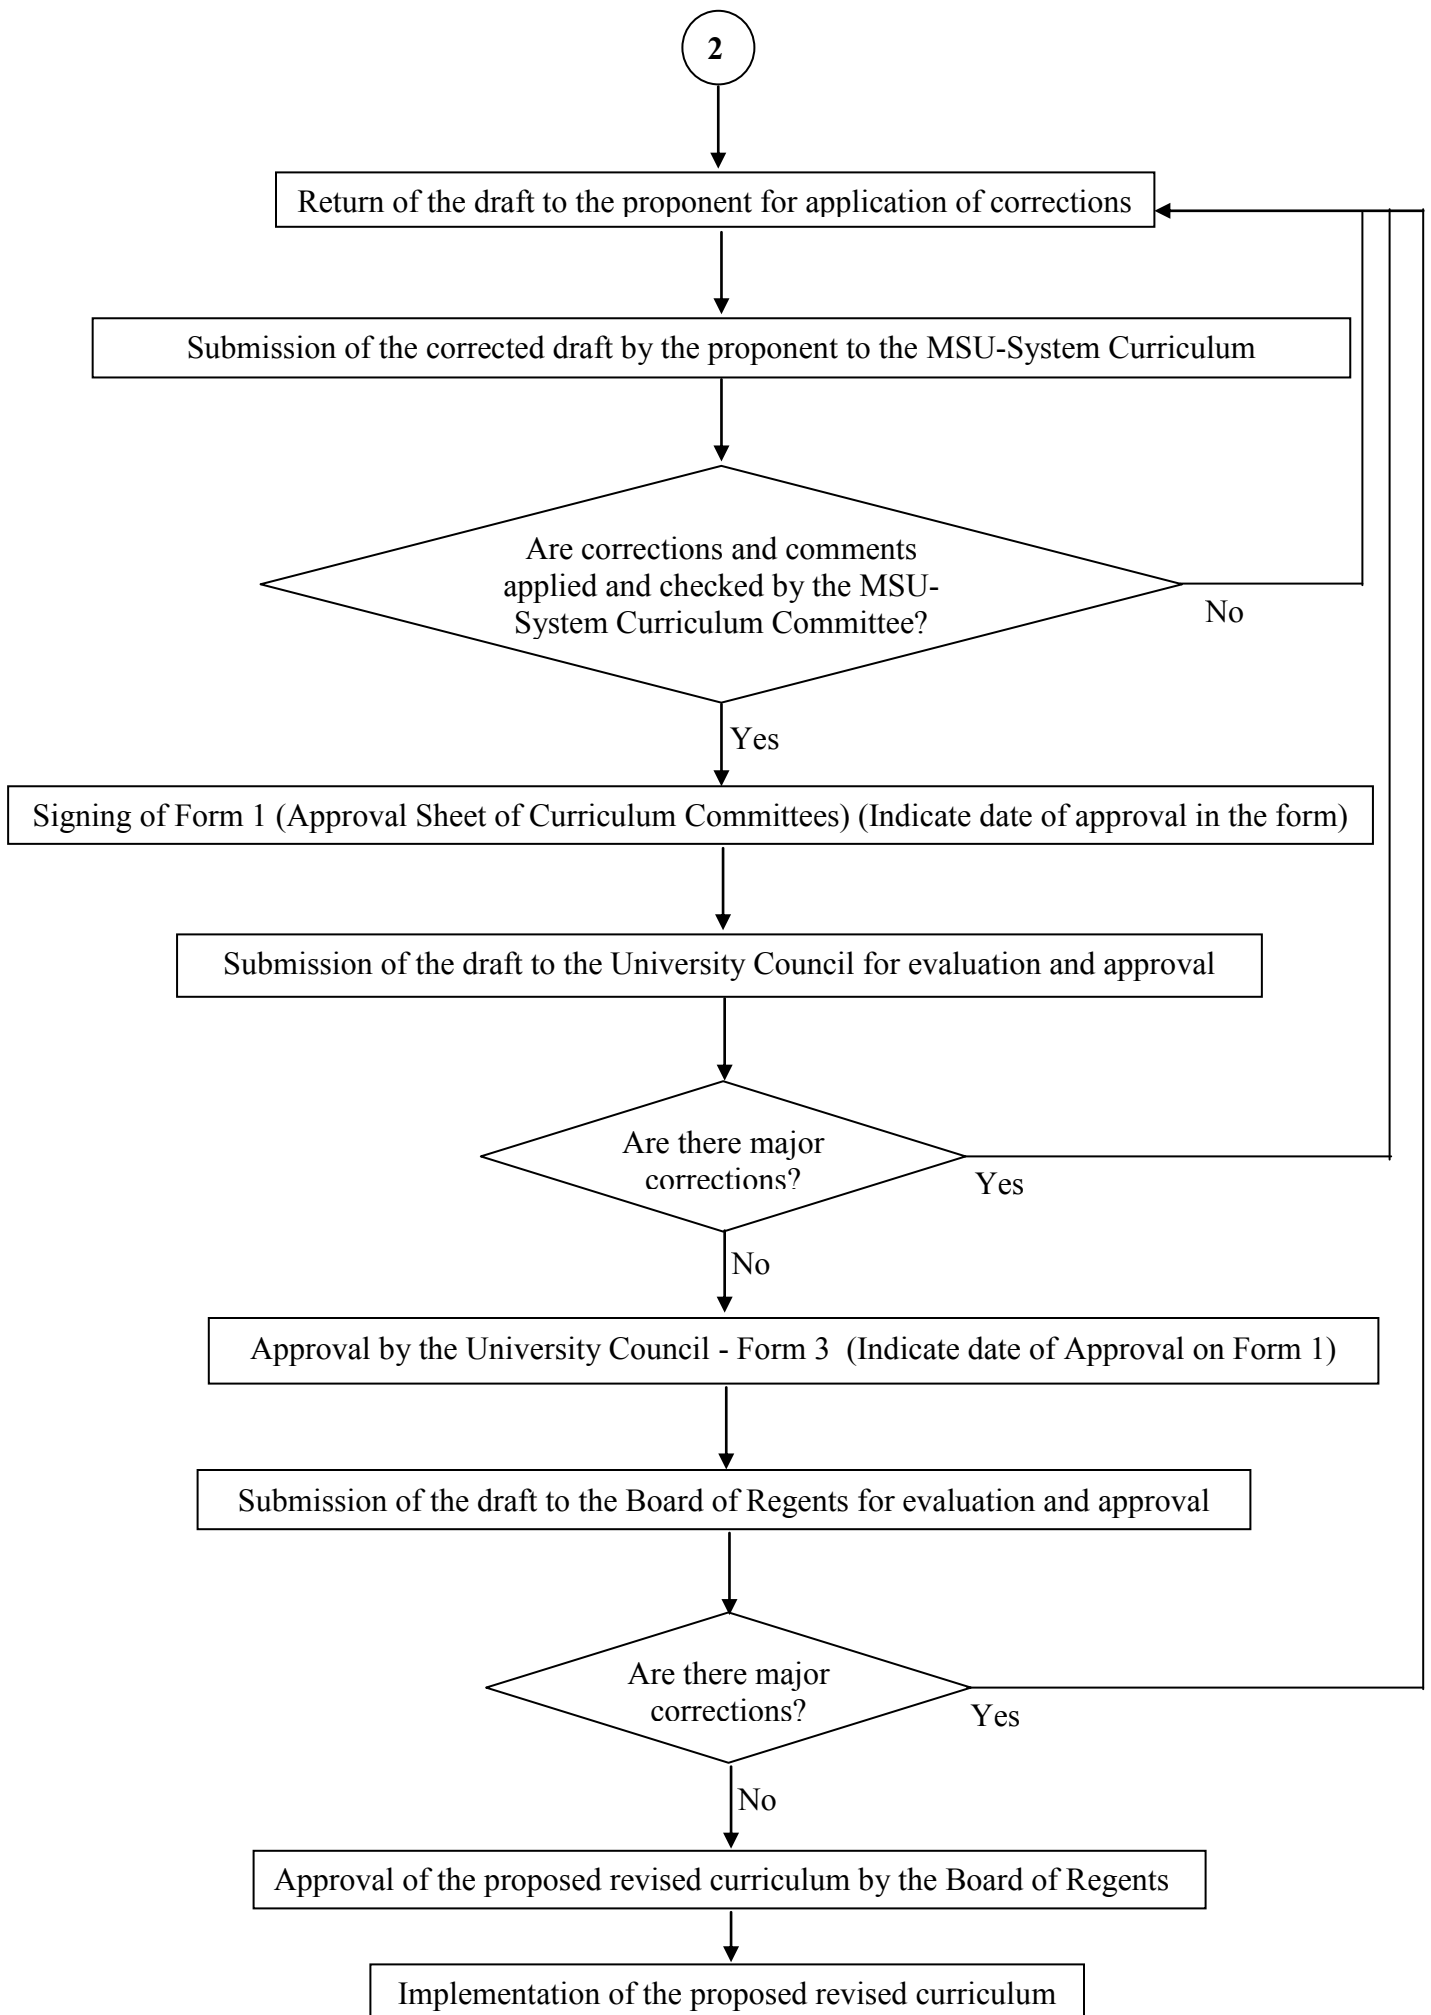 2
Return of the draft to the proponent for application of corrections
Submission of the corrected draft by the proponent to the MSU-System Curriculum
Are corrections and comments
applied and checked by the MSU-
System Curriculum Committee?
No
Yes
Signing of Form 1 (Approval Sheet of Curriculum Committees) (Indicate date of approval in the form)
Submission of the draft to the University Council for evaluation and approval
Are there major
corrections?
Yes
No
Approval by the University Council - Form 3 (Indicate date of Approval on Form 1)
Submission of the draft to the Board of Regents for evaluation and approval
Are there major
corrections?
Yes
No
Approval of the proposed revised curriculum by the Board of Regents
Implementation of the proposed revised curriculum